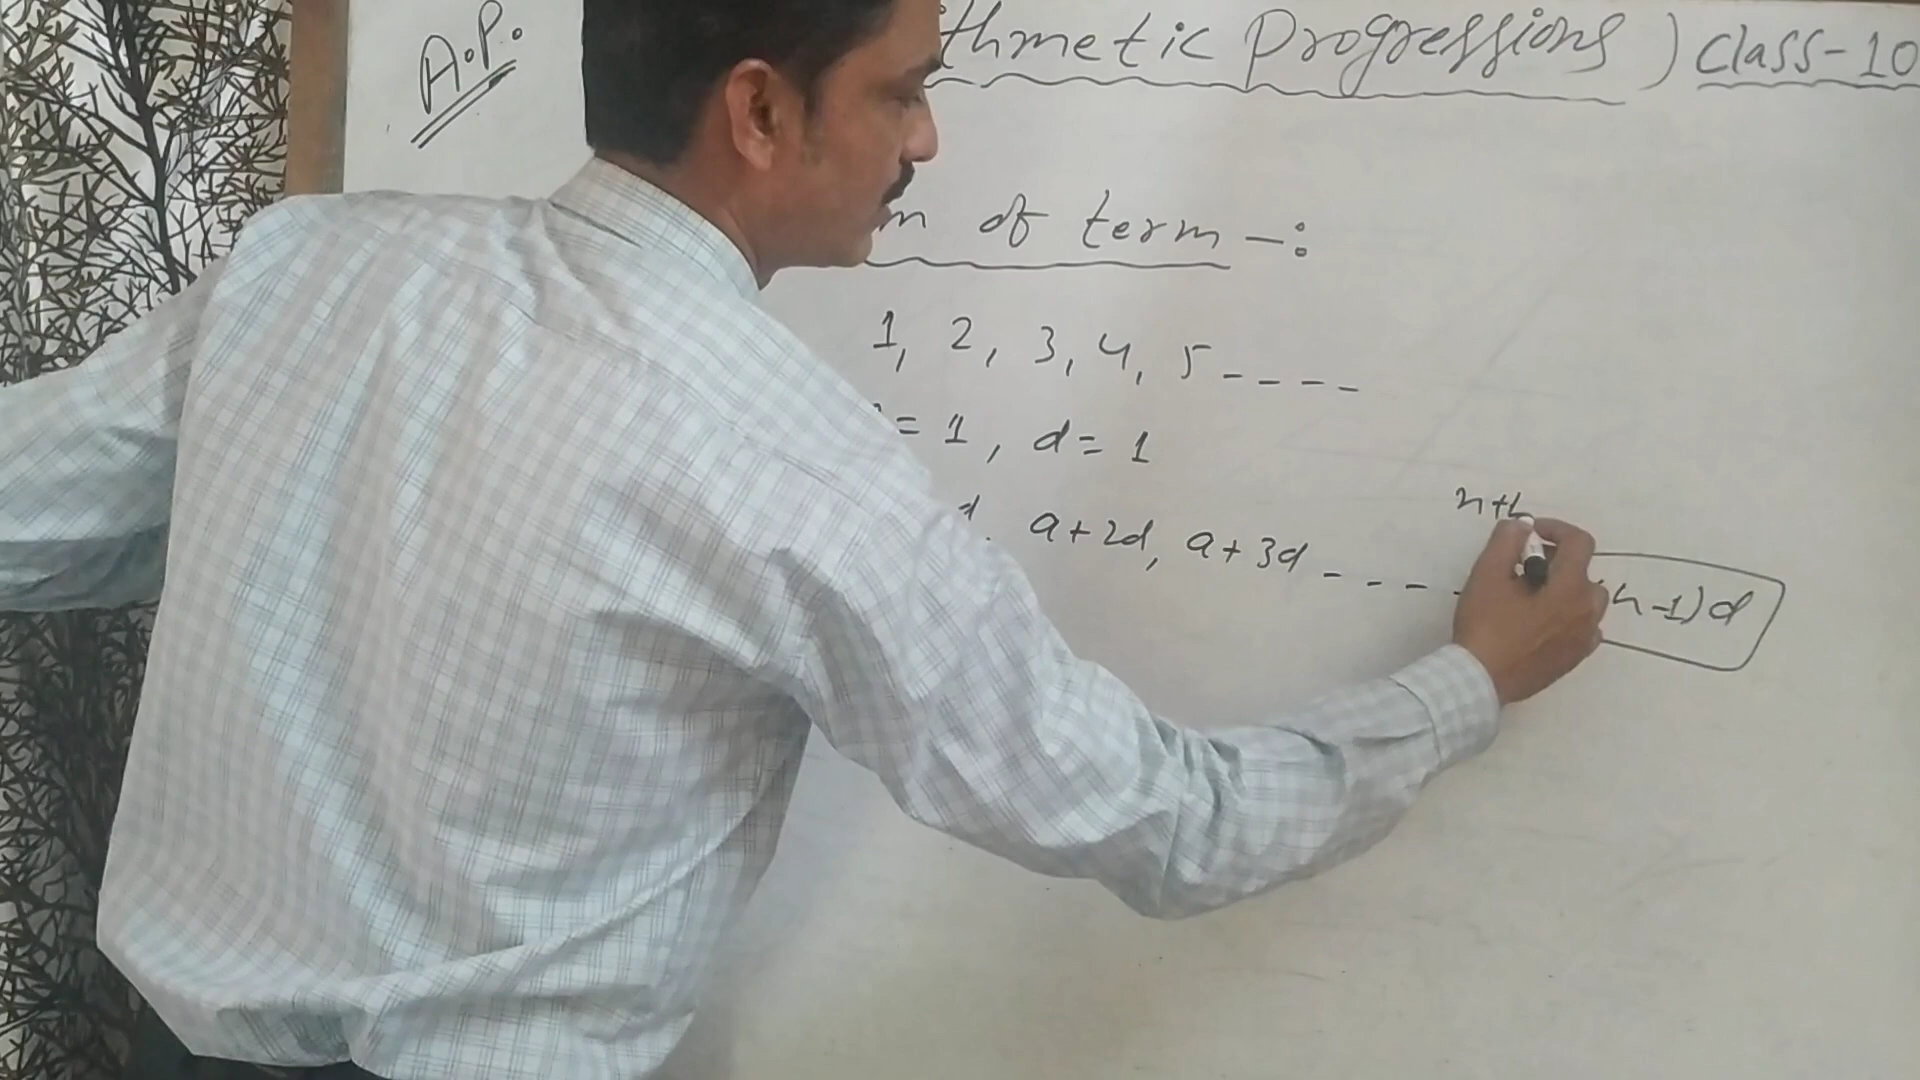 A.P. thmetic Progressions) Class-10
of term -:
1, 2, 3, 4, 5 - - - -
= 1, d = 1
nth
a+2d, a+3d - - - - (n-1)d